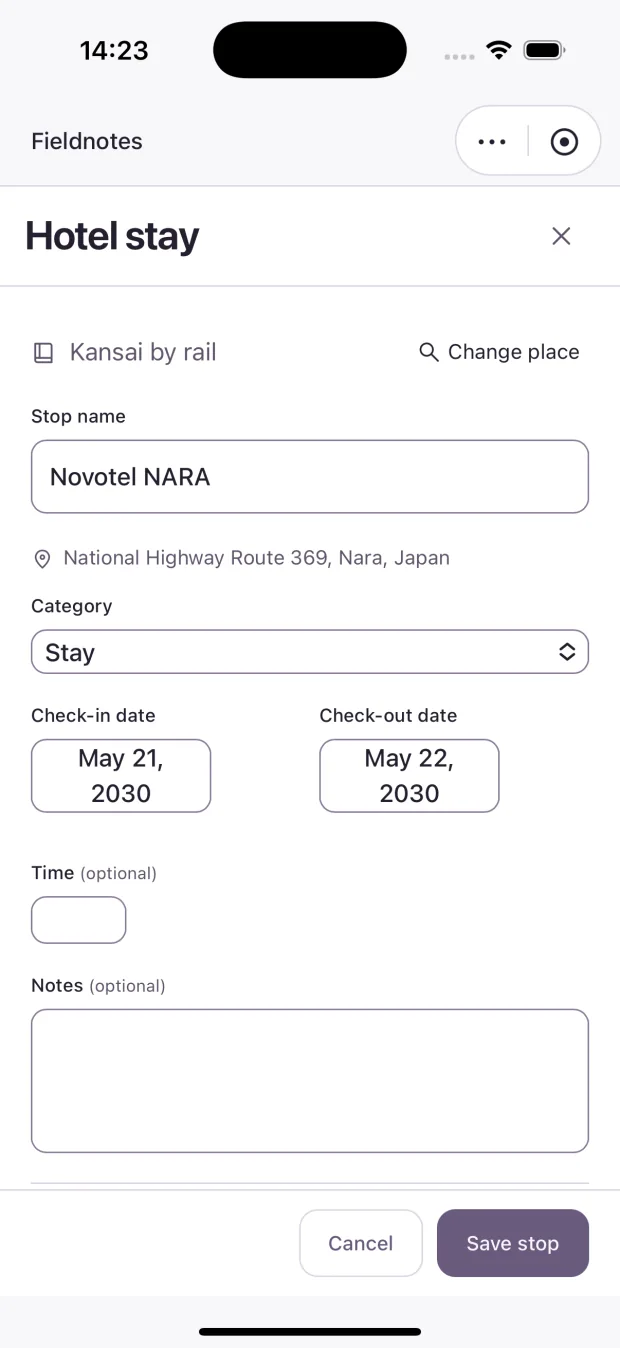 14:23
Fieldnotes
Hotel stay
Kansai by rail
Change place
Stop name
Novotel NARA
National Highway Route 369, Nara, Japan
Category
Stay
Check-in date
Check-out date
May 21,
2030
May 22,
2030
Time (optional)
Notes (optional)
Cancel
Save stop